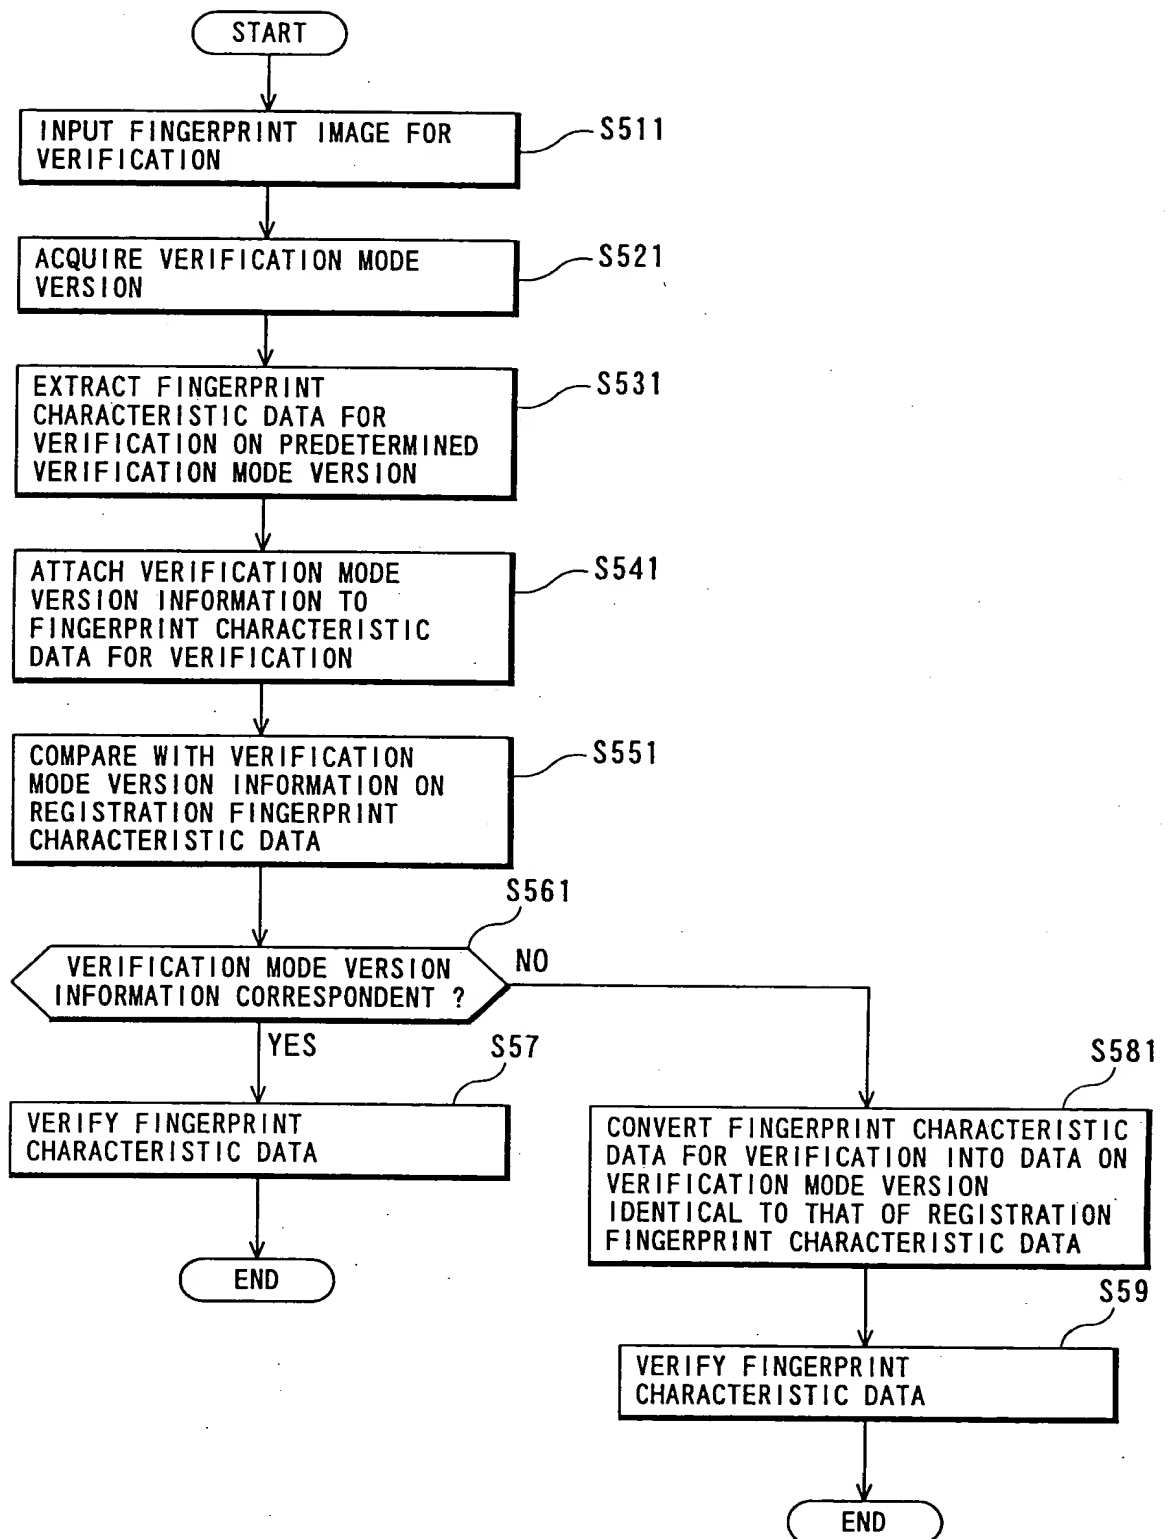 START
INPUT FINGERPRINT IMAGE FOR
VERIFICATION
S511
ACQUIRE VERIFICATION MODE
VERSION
S521
EXTRACT FINGERPRINT
CHARACTERISTIC DATA FOR
VERIFICATION ON PREDETERMINED
VERIFICATION MODE VERSION
S531
ATTACH VERIFICATION MODE
VERSION INFORMATION TO
FINGERPRINT CHARACTERISTIC
DATA FOR VERIFICATION
S541
COMPARE WITH VERIFICATION
MODE VERSION INFORMATION ON
REGISTRATION FINGERPRINT
CHARACTERISTIC DATA
S551
S561
VERIFICATION MODE VERSION
INFORMATION CORRESPONDENT ?
NO
YES
S57
VERIFY FINGERPRINT
CHARACTERISTIC DATA
END
S581
CONVERT FINGERPRINT CHARACTERISTIC
DATA FOR VERIFICATION INTO DATA ON
VERIFICATION MODE VERSION
IDENTICAL TO THAT OF REGISTRATION
FINGERPRINT CHARACTERISTIC DATA
S59
VERIFY FINGERPRINT
CHARACTERISTIC DATA
END